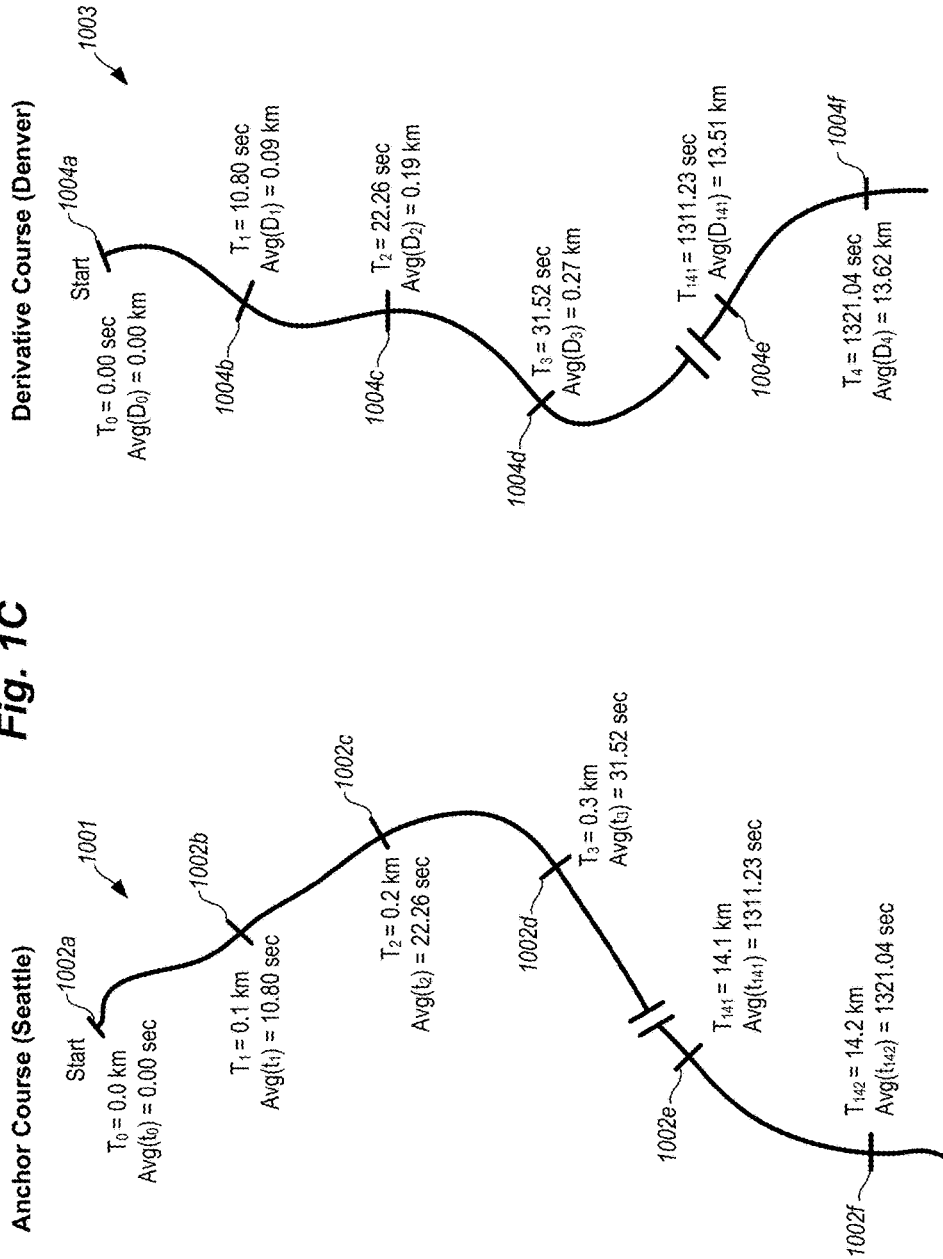 Fig. 1C
Anchor Course (Seattle)
1001
Start
1002a
T₀ = 0.0 km
Avg(t₀) = 0.00 sec
1002b
T₁ = 0.1 km
Avg(t₁) = 10.80 sec
1002c
T₂ = 0.2 km
Avg(t₂) = 22.26 sec
1002d
T₃ = 0.3 km
Avg(t₃) = 31.52 sec
1002e
T₁₄₁ = 14.1 km
Avg(t₁₄₁) = 1311.23 sec
1002f
T₁₄₂ = 14.2 km
Avg(t₁₄₂) = 1321.04 sec
Derivative Course (Denver)
1003
Start
1004a
T₀ = 0.00 sec
Avg(D₀) = 0.00 km
1004b
T₁ = 10.80 sec
Avg(D₁) = 0.09 km
1004c
T₂ = 22.26 sec
Avg(D₂) = 0.19 km
1004d
T₃ = 31.52 sec
Avg(D₃) = 0.27 km
T₁₄₁ = 1311.23 sec
Avg(D₁₄₁) = 13.51 km
1004e
T₄ = 1321.04 sec
Avg(D₄) = 13.62 km
1004f